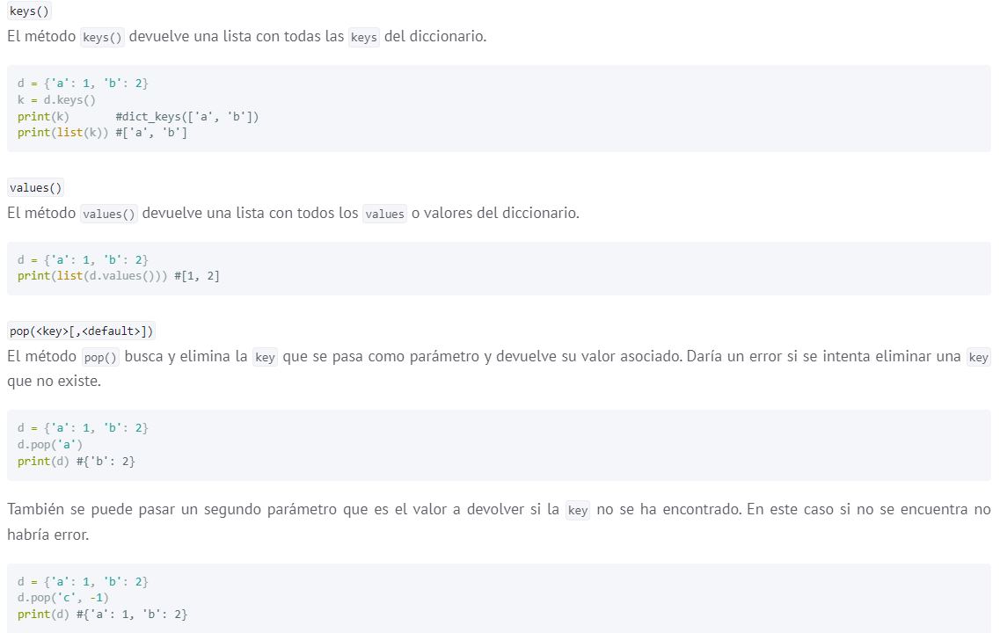 keys()
El método keys() devuelve una lista con todas las keys del diccionario.
d = {'a': 1, 'b': 2}
k = d.keys()
print(k)       #dict_keys(['a', 'b'])
print(list(k)) #['a', 'b']
values()
El método values() devuelve una lista con todos los values o valores del diccionario.
d = {'a': 1, 'b': 2}
print(list(d.values())) #[1, 2]
pop(<key>[,<default>])
El método pop() busca y elimina la key que se pasa como parámetro y devuelve su valor asociado. Daría un error si se intenta eliminar una key
que no existe.
d = {'a': 1, 'b': 2}
d.pop('a')
print(d) #{'b': 2}
También se puede pasar un segundo parámetro que es el valor a devolver si la key no se ha encontrado. En este caso si no se encuentra no
habría error.
d = {'a': 1, 'b': 2}
d.pop('c', -1)
print(d) #{'a': 1, 'b': 2}